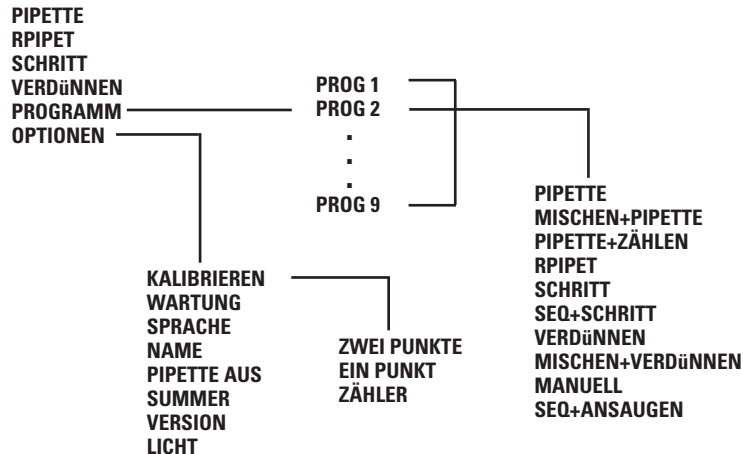 PIPETTE
RPIPET
SCHRITT
VERDüNNEN
PROGRAMM
OPTIONEN
PROG 1
PROG 2
.
.
.
PROG 9
PIPETTE
MISCHEN+PIPETTE
PIPETTE+ZÄHLEN
RPIPET
SCHRITT
SEQ+SCHRITT
VERDüNNEN
MISCHEN+VERDüNNEN
MANUELL
SEQ+ANSAUGEN
KALIBRIEREN
WARTUNG
SPRACHE
NAME
PIPETTE AUS
SUMMER
VERSION
LICHT
ZWEI PUNKTE
EIN PUNKT
ZÄHLER